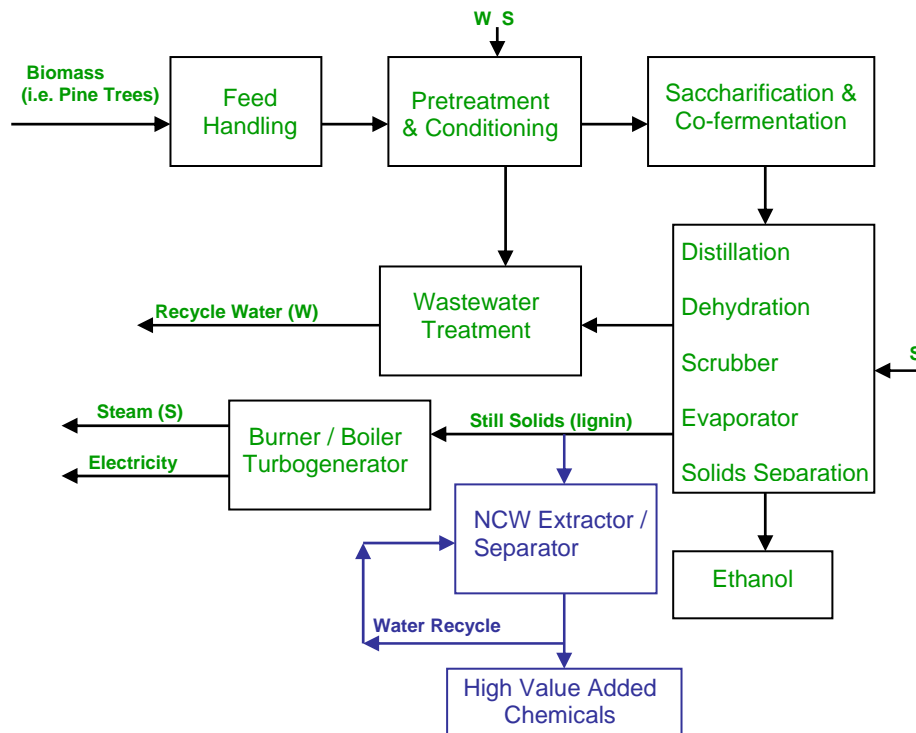 W S
Biomass
(i.e. Pine Trees)
Feed
Handling
Pretreatment
& Conditioning
Saccharification &
Co-fermentation
Distillation
Dehydration
Scrubber
Evaporator
Solids Separation
S
Wastewater
Treatment
Recycle Water (W)
Steam (S)
Electricity
Burner / Boiler
Turbogenerator
Still Solids (lignin)
NCW Extractor /
Separator
Ethanol
Water Recycle
High Value Added
Chemicals